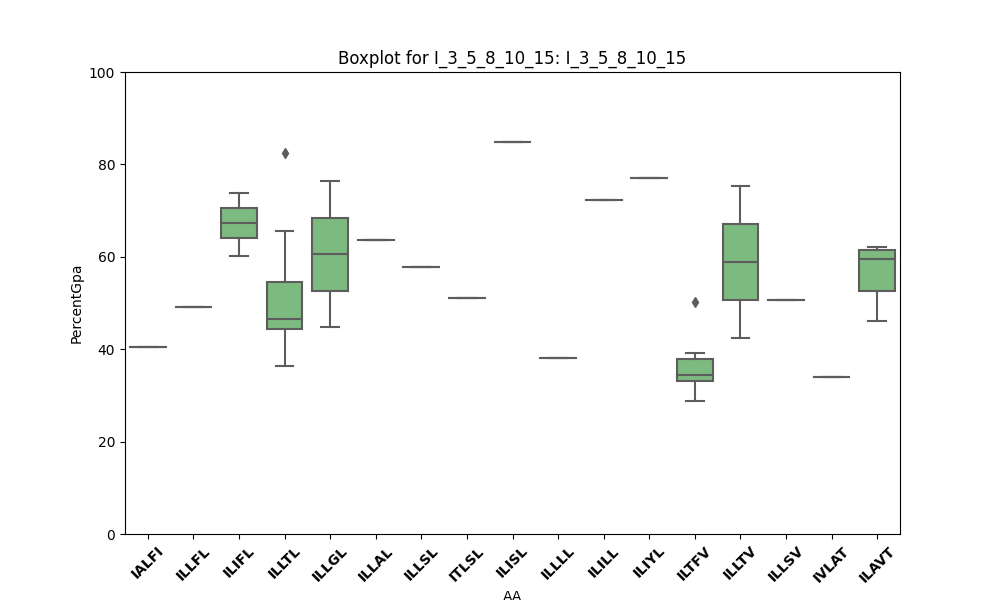 Boxplot for I_3_5_8_10_15: I_3_5_8_10_15
100
80
60
40
20
0
PercentGpa
IALFI ILLFL ILIFL ILLTL ILLGL ILLAL ILLSL ITLSL ILISL ILLLL ILILL ILIYL ILTFV ILLTV ILLSV IVLAT ILAVT
AA